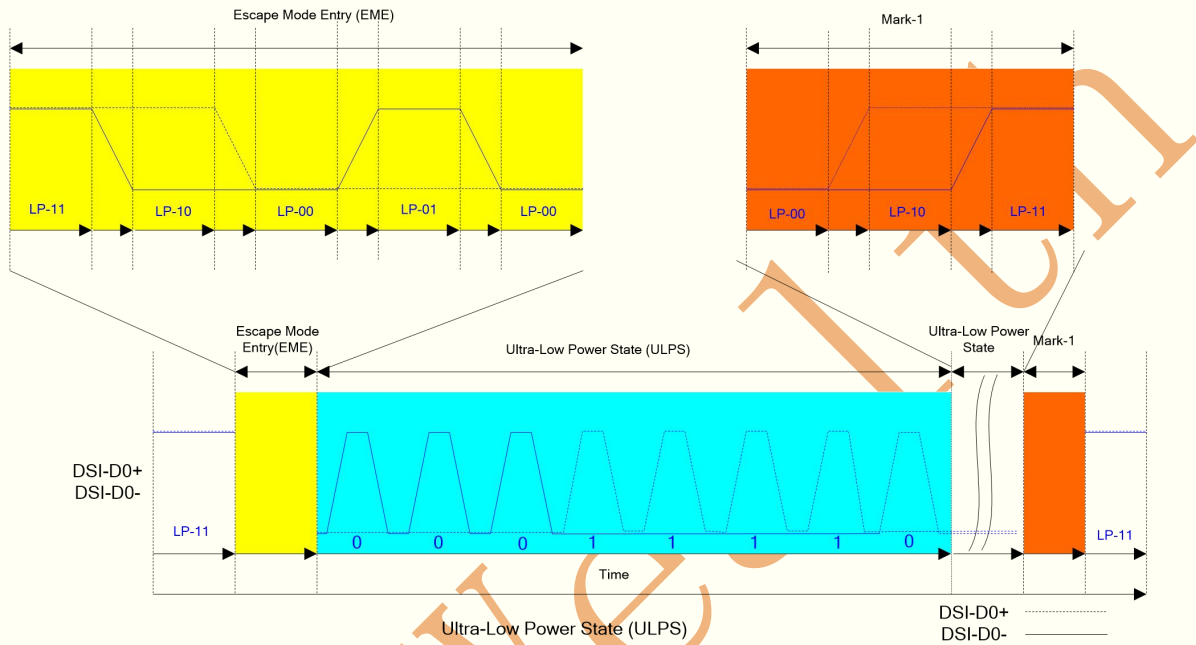 Escape Mode Entry (EME)
Mark-1
LP-11 LP-10 LP-00 LP-01 LP-00
LP-00 LP-10 LP-11
Escape Mode
Entry(EME)
Ultra-Low Power State (ULPS)
Ultra-Low Power
State
Mark-1
DSI-D0+
DSI-D0-
LP-11
0 0 0 1 1 1 1 0
LP-11
Time
Ultra-Low Power State (ULPS)
DSI-D0+
DSI-D0-